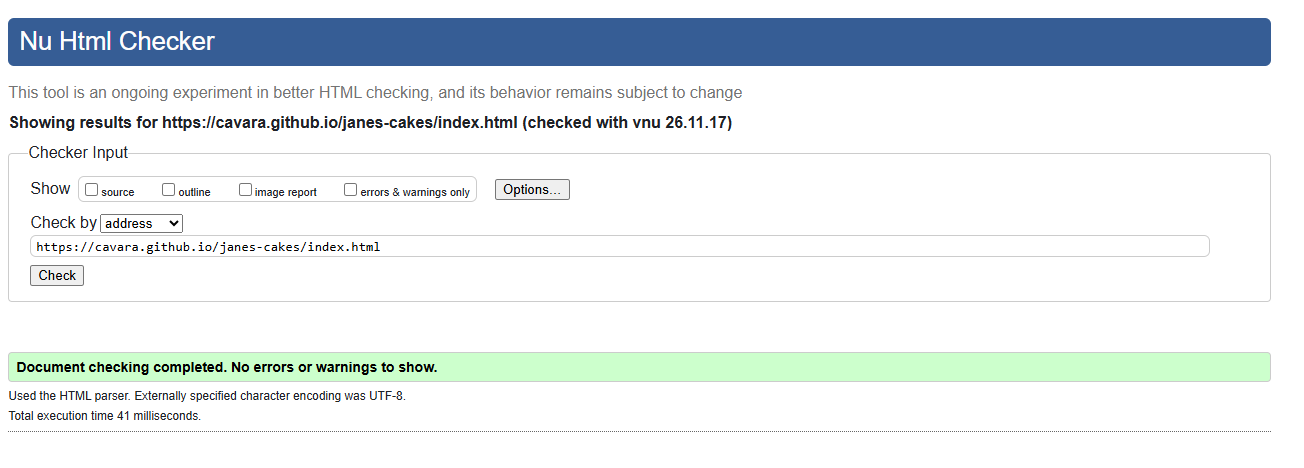 Nu Html Checker
This tool is an ongoing experiment in better HTML checking, and its behavior remains subject to change
Showing results for https://cavara.github.io/janes-cakes/index.html (checked with vnu 26.11.17)
Checker Input
Show source outline image report errors & warnings only Options...
Check by address
https://cavara.github.io/janes-cakes/index.html
Check
Document checking completed. No errors or warnings to show.
Used the HTML parser. Externally specified character encoding was UTF-8.
Total execution time 41 milliseconds.